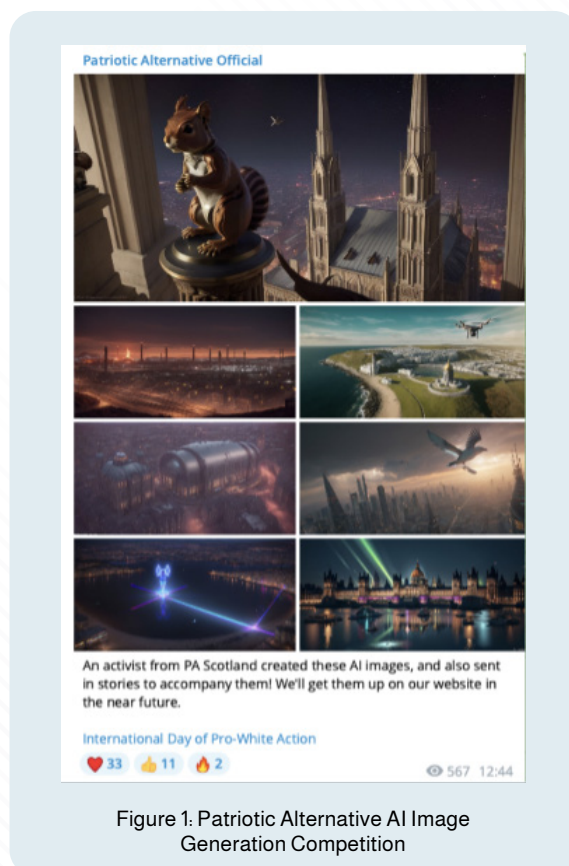 Patriotic Alternative Official
An activist from PA Scotland created these AI images, and also sent
in stories to accompany them! We'll get them up on our website in
the near future.
International Day of Pro-White Action
33 11 2
567 12:44
Figure 1: Patriotic Alternative AI Image
Generation Competition